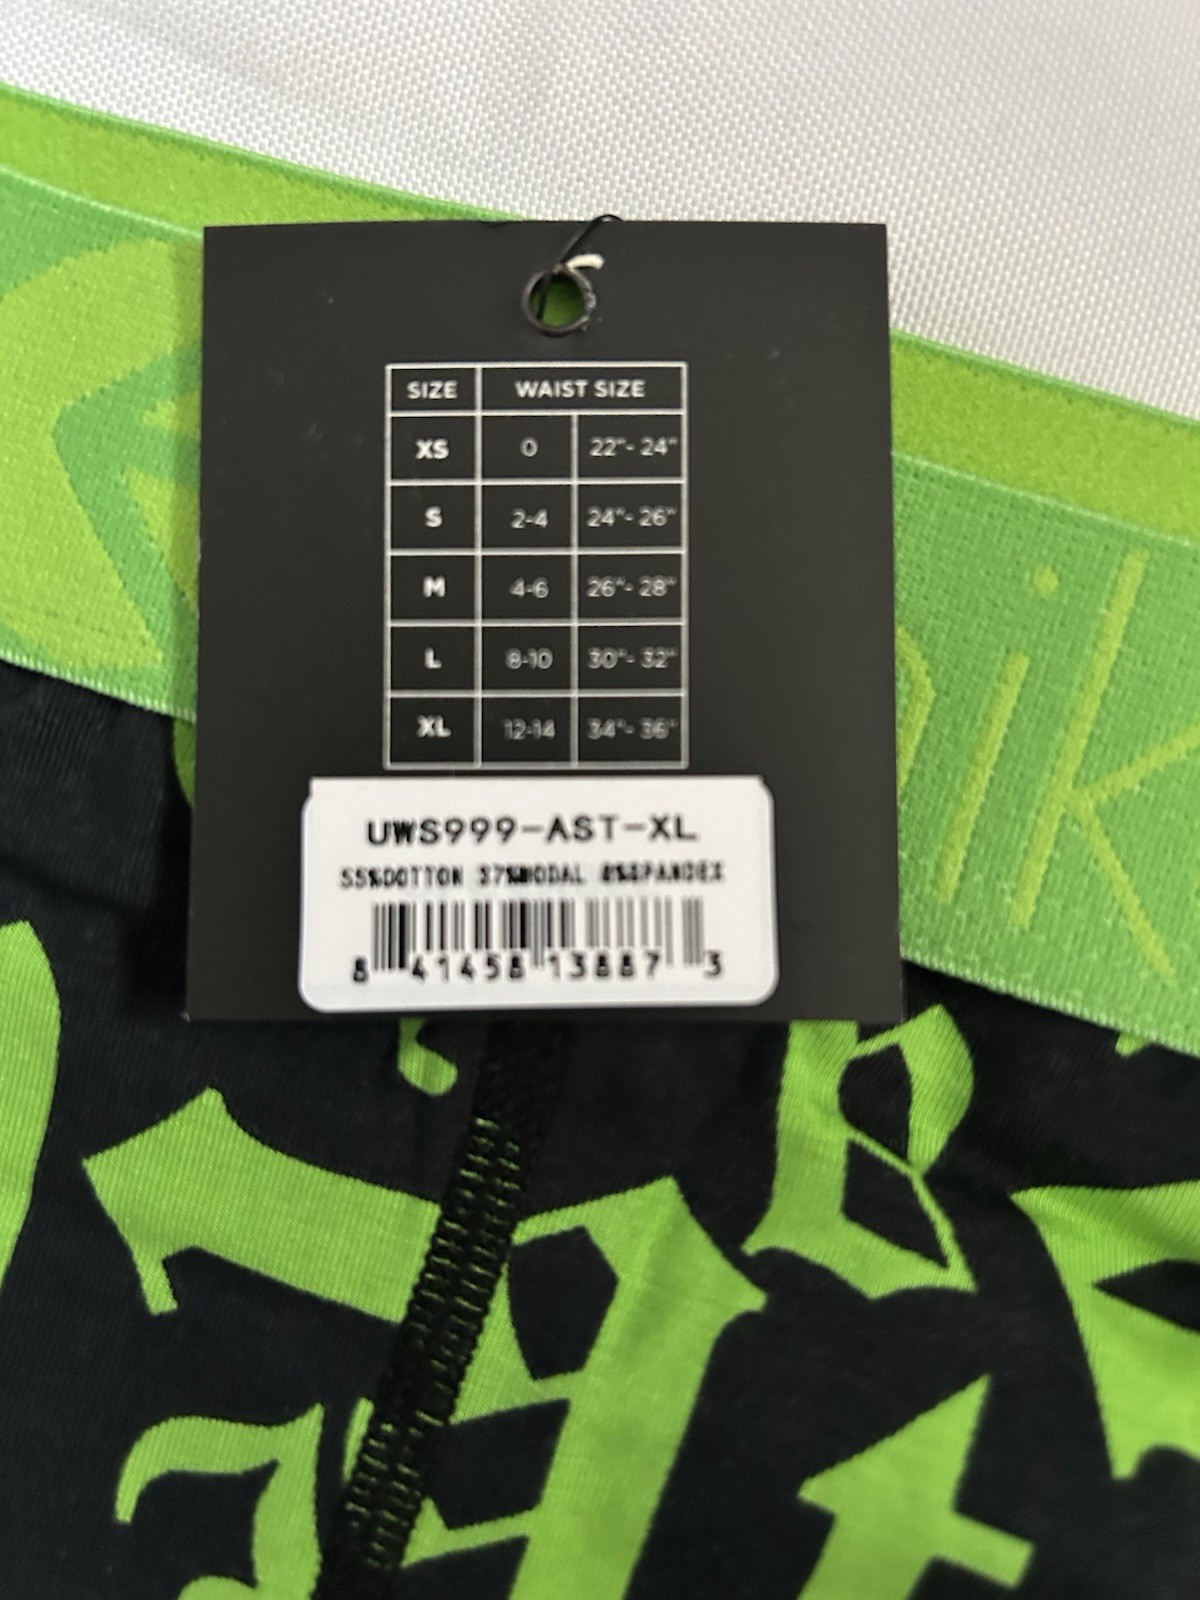 SIZE WAIST SIZE
XS 0 22"- 24"
S 2-4 24"- 26"
M 4-6 26"- 28"
L 8-10 30"- 32"
XL 12-14 34"- 36"
UWS999-AST-XL
55%COTTON 37%MODAL 8%SPANDEX
8 41458 13887 3
ik